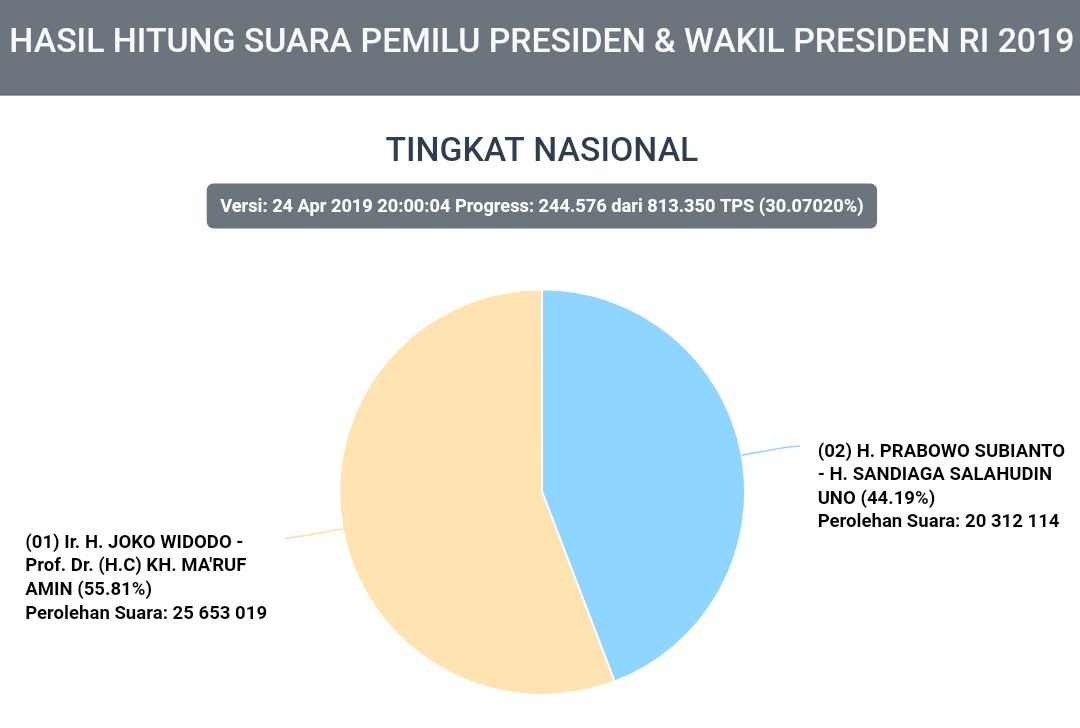 HASIL HITUNG SUARA PEMILU PRESIDEN & WAKIL PRESIDEN RI 2019
TINGKAT NASIONAL
Versi: 24 Apr 2019 20:00:04 Progress: 244.576 dari 813.350 TPS (30.07020%)
(02) H. PRABOWO SUBIANTO
- H. SANDIAGA SALAHUDIN
UNO (44.19%)
Perolehan Suara: 20 312 114
(01) Ir. H. JOKO WIDODO -
Prof. Dr. (H.C) KH. MA'RUF
AMIN (55.81%)
Perolehan Suara: 25 653 019